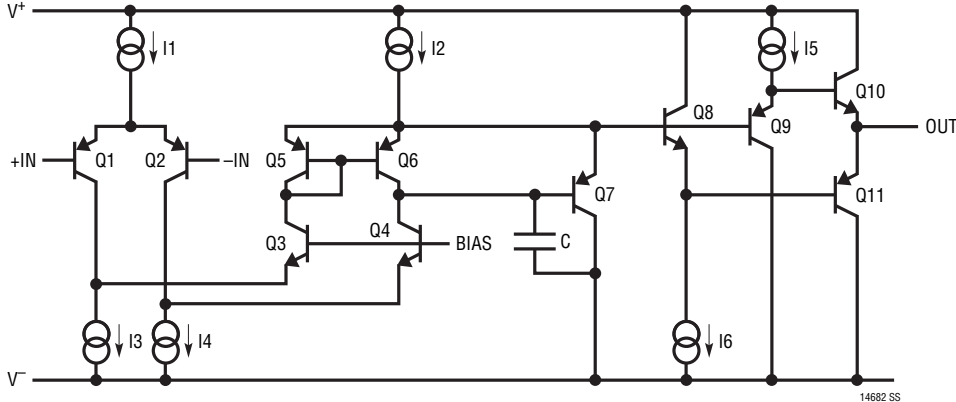 V+
I1
I2
I5
Q10
Q8
Q9
OUT
+IN
Q1
Q2
–IN
Q5
Q6
Q7
Q11
Q3
Q4
BIAS
C
I3
I4
I6
V–
14682 SS